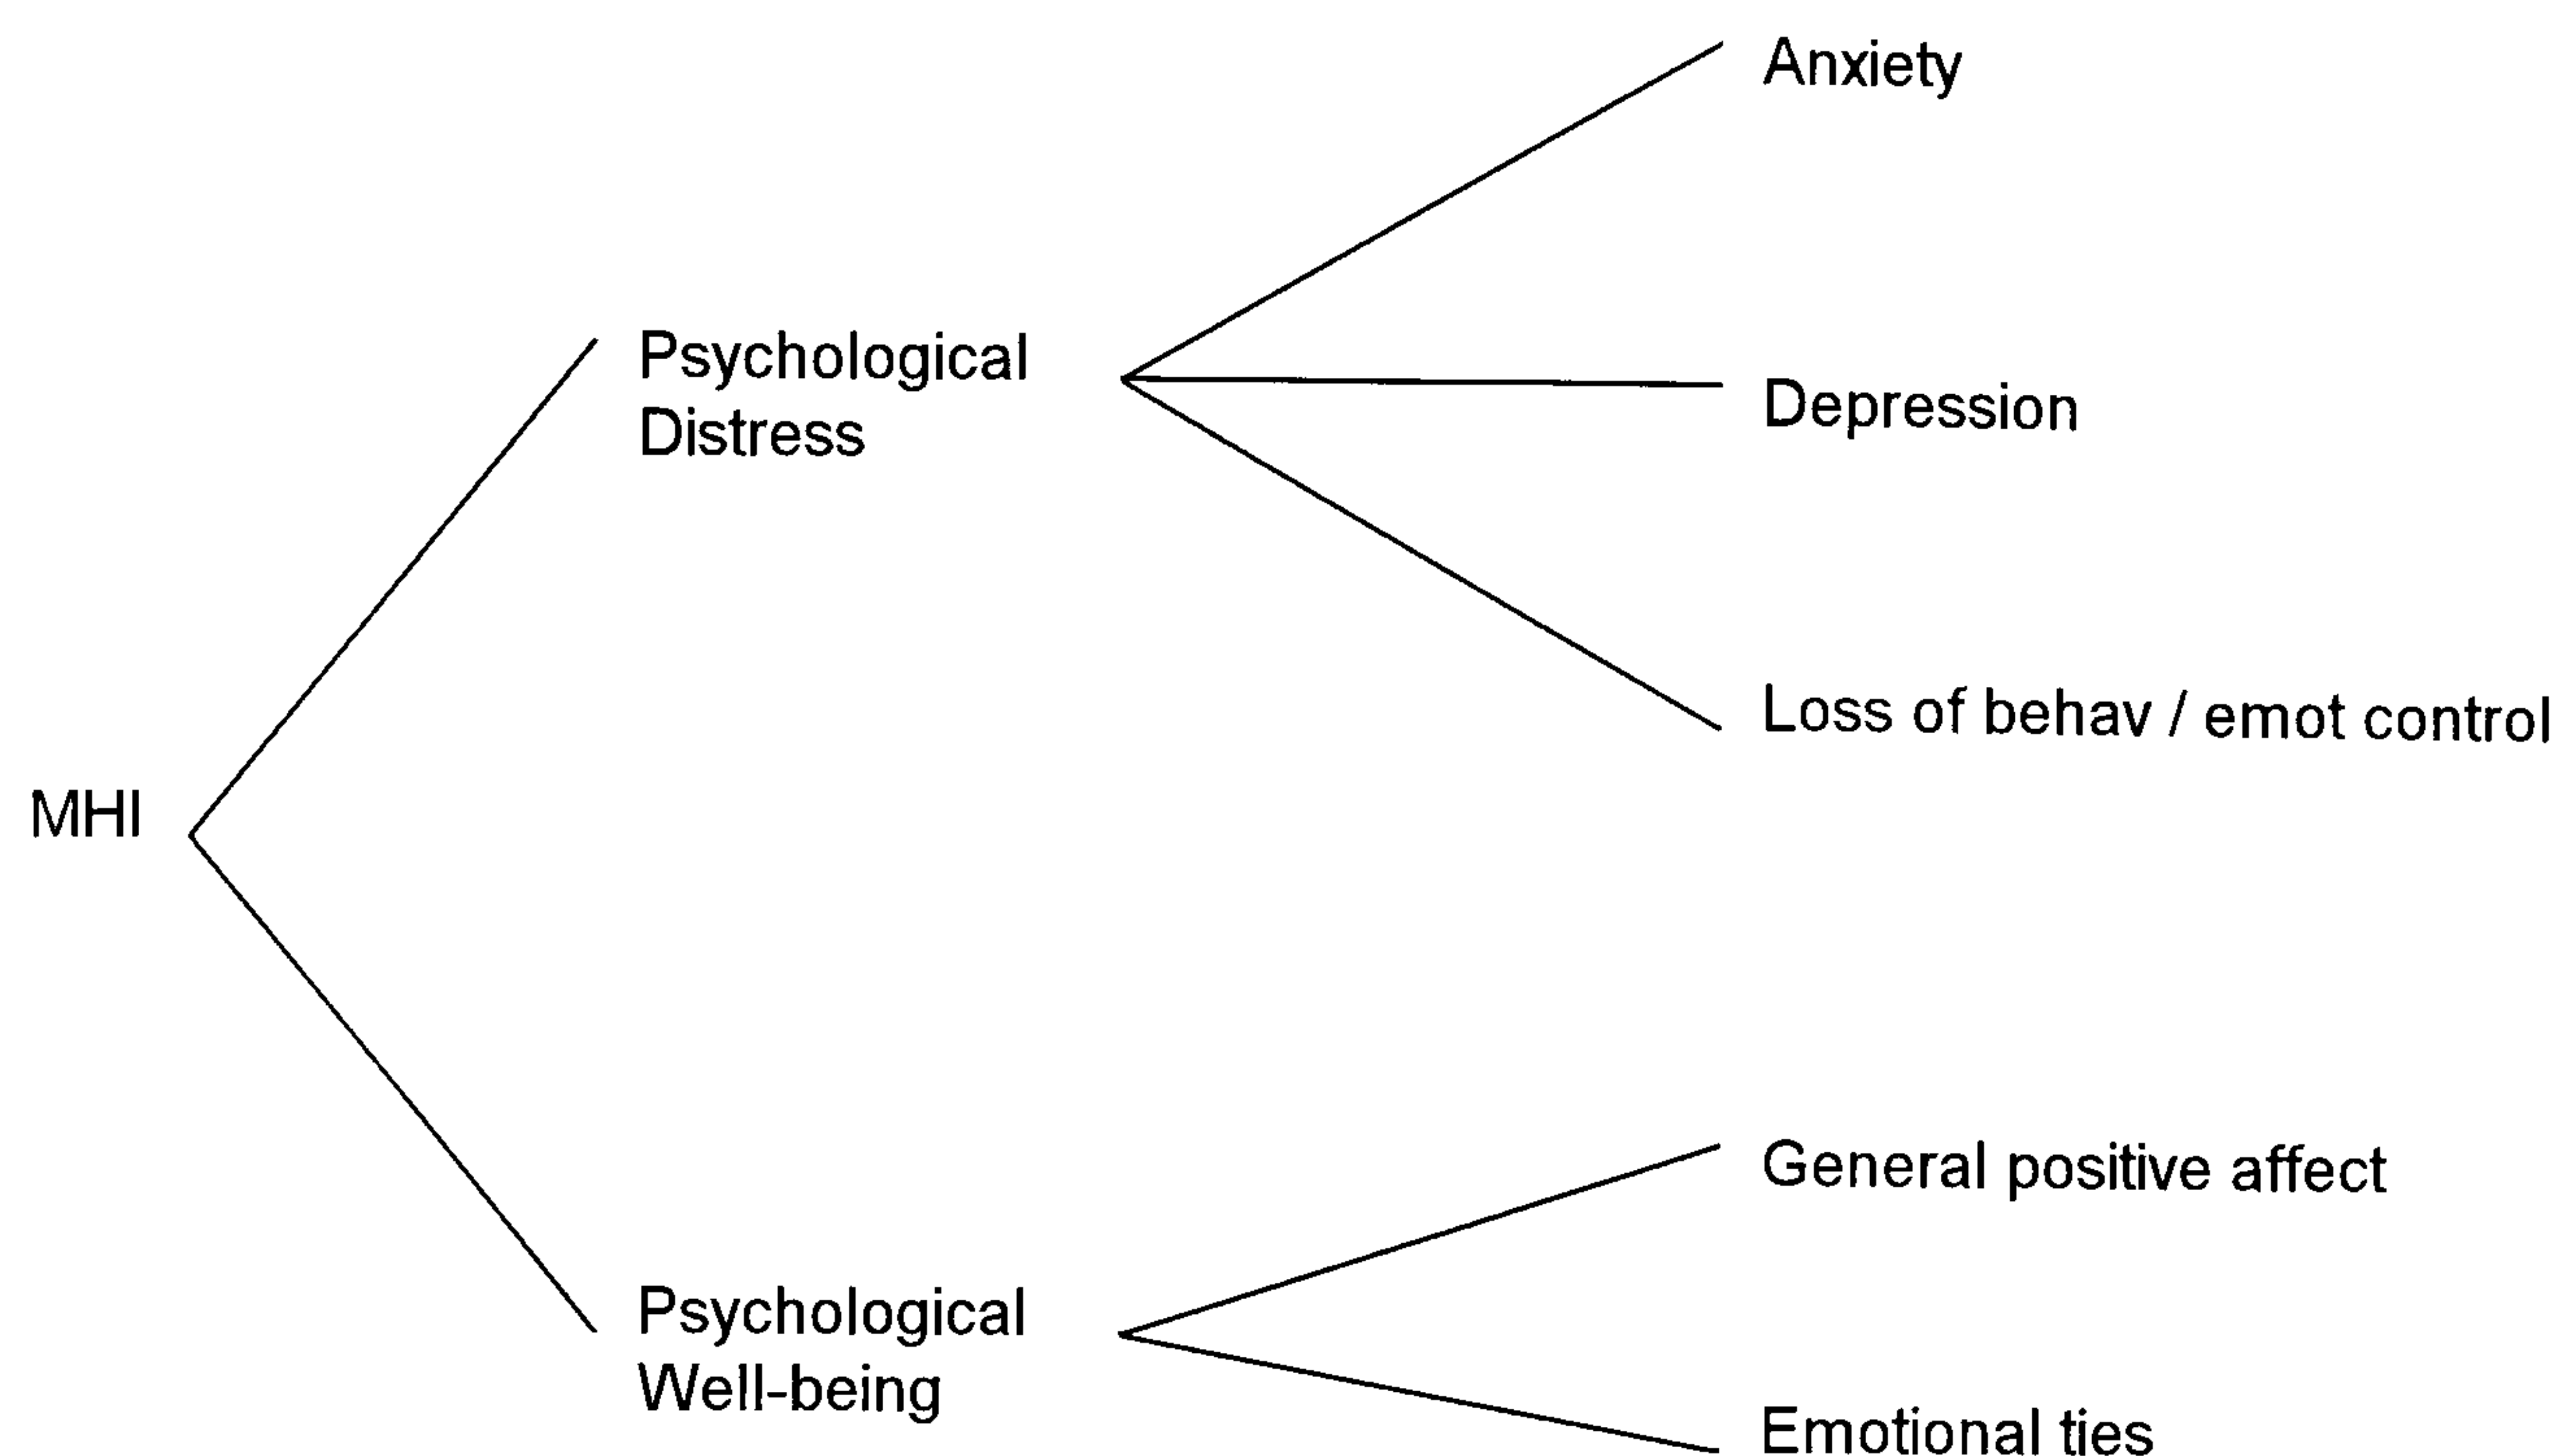 Anxiety
Psychological
Distress
Depression
Loss of behav / emot control
MHI
General positive affect
Psychological
Well-being
Emotional ties